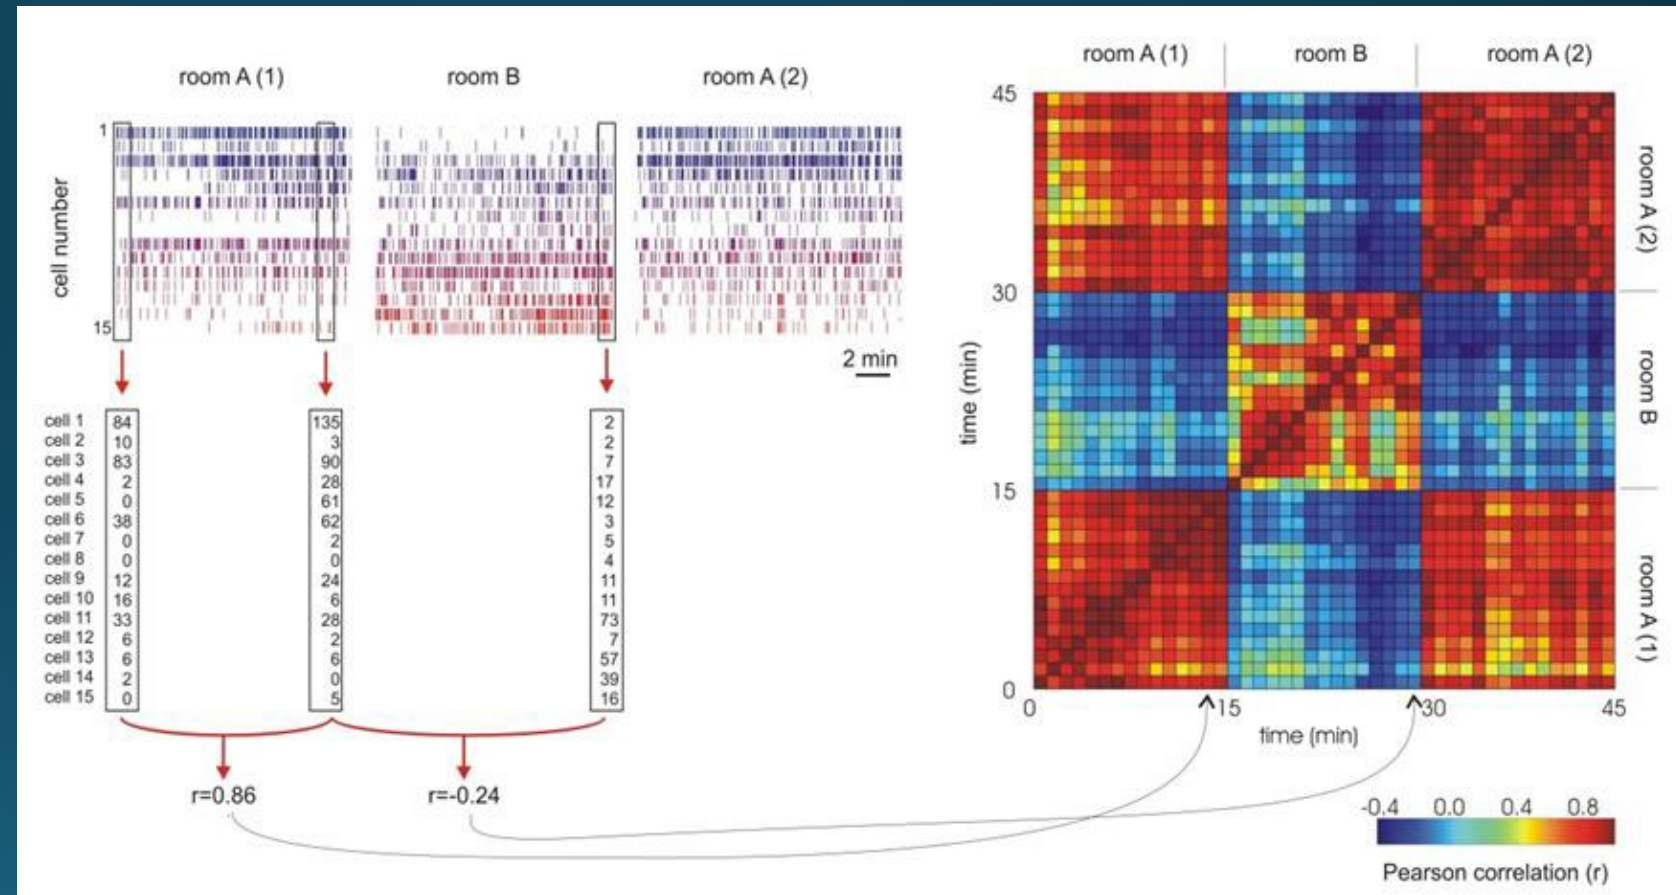 room A (1)
room B
room A (2)
cell number
1
15
2 min
cell 1 84 135 2
cell 2 10 3 2
cell 3 83 90 7
cell 4 2 28 17
cell 5 0 61 12
cell 6 38 62 3
cell 7 0 2 5
cell 8 0 0 4
cell 9 12 24 11
cell 10 16 6 11
cell 11 33 28 73
cell 12 6 2 7
cell 13 6 6 57
cell 14 2 0 39
cell 15 0 5 16
r=0.86
r=-0.24
room A (1)
room B
room A (2)
45
30
15
0
time (min)
room A (2)
room B
room A (1)
0 15 30 45
time (min)
-0.4 0.0 0.4 0.8
Pearson correlation (r)